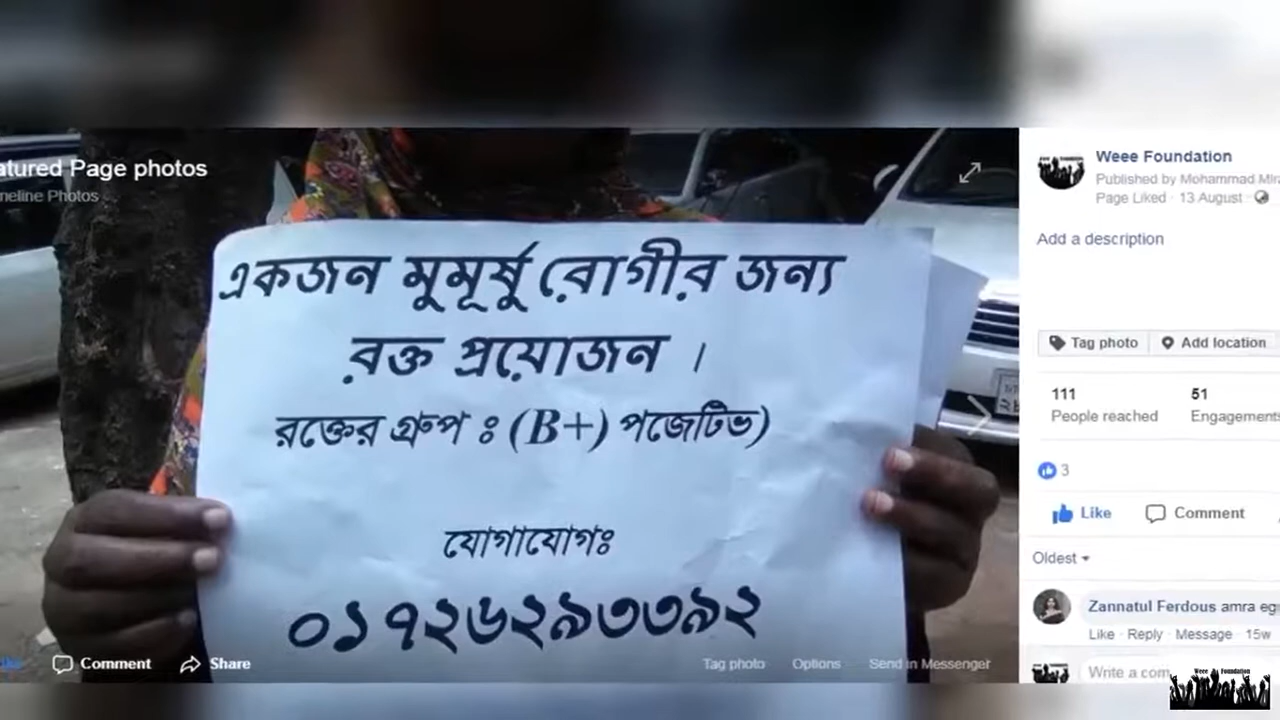 atured Page photos
neline Photos
একজন মুমূর্ষু রোগীর জন্য
রক্ত প্রয়োজন ।
রক্তের গ্রুপ ঃ (B+) পজেটিভ)
যোগাযোগঃ
০১৭২৬২৯৩৩৯২
Comment Share
Tag photo Options Send in Messenger
Weee Foundation
Published by Mohammad Mir
Page Liked · 13 August ·
Add a description
Tag photo Add location
111 51
People reached Engagements
3
Like Comment
Oldest
Zannatul Ferdous amra eg
Like · Reply · Message · 15w
Write a com
Weee Foundation